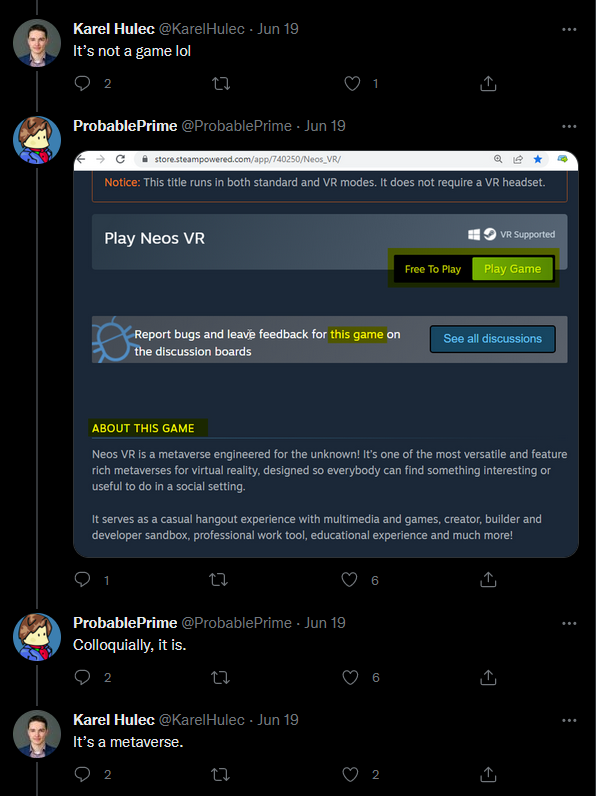 Karel Hulec @KarelHulec · Jun 19
It's not a game lol
2 1
ProbablePrime @ProbablePrime · Jun 19
store.steampowered.com/app/740250/Neos_VR/
Notice: This title runs in both standard and VR modes. It does not require a VR headset.
Play Neos VR
VR Supported
Free To Play Play Game
Report bugs and leave feedback for this game on
the discussion boards
See all discussions
ABOUT THIS GAME
Neos VR is a metaverse engineered for the unknown! It's one of the most versatile and feature
rich metaverses for virtual reality, designed so everybody can find something interesting or
useful to do in a social setting.
It serves as a casual hangout experience with multimedia and games, creator, builder and
developer sandbox, professional work tool, educational experience and much more!
1 6
ProbablePrime @ProbablePrime · Jun 19
Colloquially, it is.
2 6
Karel Hulec @KarelHulec · Jun 19
It's a metaverse.
2 2